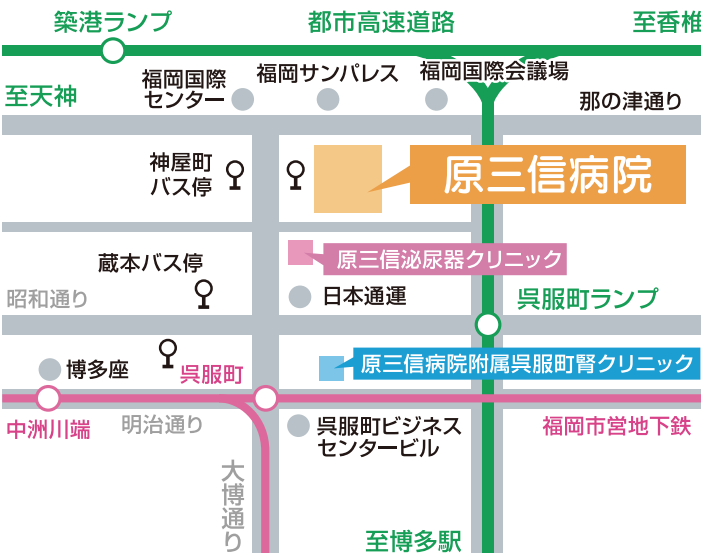 築港ランプ
都市高速道路
至香椎
福岡国際
センター
福岡サンパレス
福岡国際会議場
至天神
那の津通り
神屋町
バス停
原三信病院
蔵本バス停
原三信泌尿器クリニック
昭和通り
日本通運
呉服町ランプ
博多座
呉服町
原三信病院附属呉服町腎クリニック
中洲川端
明治通り
呉服町ビジネス
センタービル
福岡市営地下鉄
大博通り
至博多駅